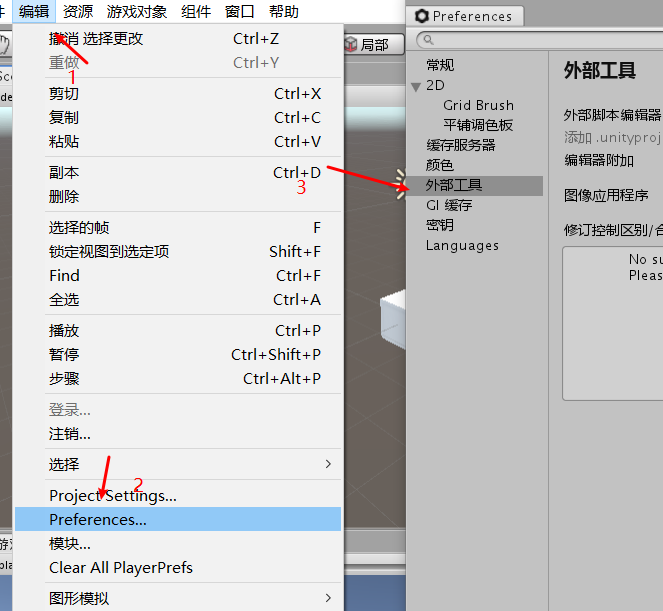 编辑 资源 游戏对象 组件 窗口 帮助
撤消 选择更改 Ctrl+Z
重做 Ctrl+Y
1
剪切 Ctrl+X
复制 Ctrl+C
粘贴 Ctrl+V
副本 Ctrl+D
3
删除
选择的帧 F
锁定视图到选定项 Shift+F
Find Ctrl+F
全选 Ctrl+A
播放 Ctrl+P
暂停 Ctrl+Shift+P
步骤 Ctrl+Alt+P
登录...
注销...
选择
2
Project Settings...
Preferences...
模块...
Clear All PlayerPrefs
图形模拟
局部
Preferences
常规
2D
Grid Brush
平铺调色板
缓存服务器
颜色
外部工具
GI 缓存
密钥
Languages
外部工具
外部脚本编辑器
添加 .unityproj
编辑器附加
图像应用程序
修订控制区别/合
No su
Pleas